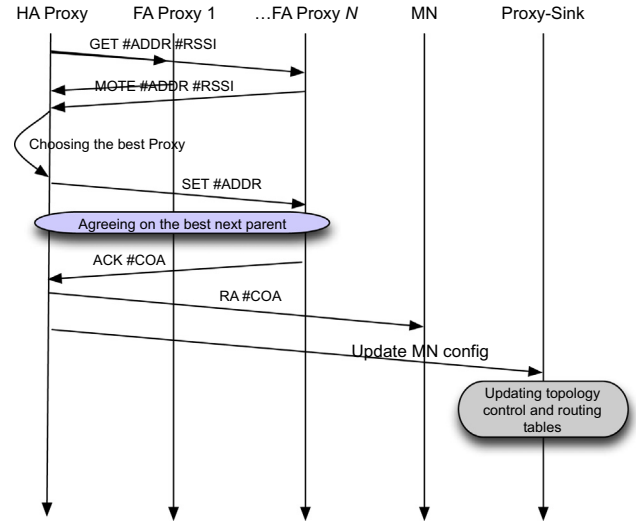 HA Proxy FA Proxy 1 ...FA Proxy N MN Proxy-Sink
GET #ADDR #RSSI
MOTE #ADDR #RSSI
Choosing the best Proxy
SET #ADDR
Agreeing on the best next parent
ACK #COA
RA #COA
Update MN config
Updating topology
control and routing
tables